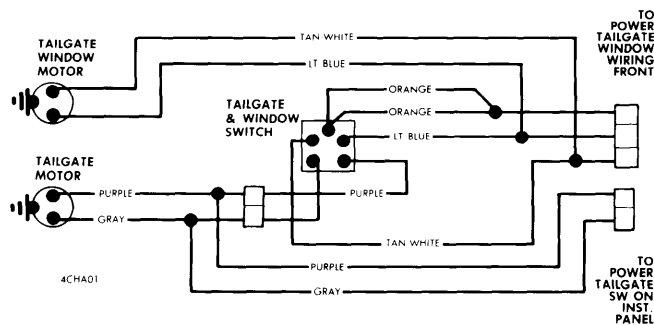 TAN WHITE
TO
POWER
TAILGATE
WINDOW
WIRING
FRONT
TAILGATE
WINDOW
MOTOR
LT BLUE
ORANGE
TAILGATE
& WINDOW
SWITCH
ORANGE
LT BLUE
TAILGATE
MOTOR
PURPLE
PURPLE
GRAY
TAN WHITE
PURPLE
GRAY
4CHA01
TO
POWER
TAILGATE
SW ON
INST.
PANEL